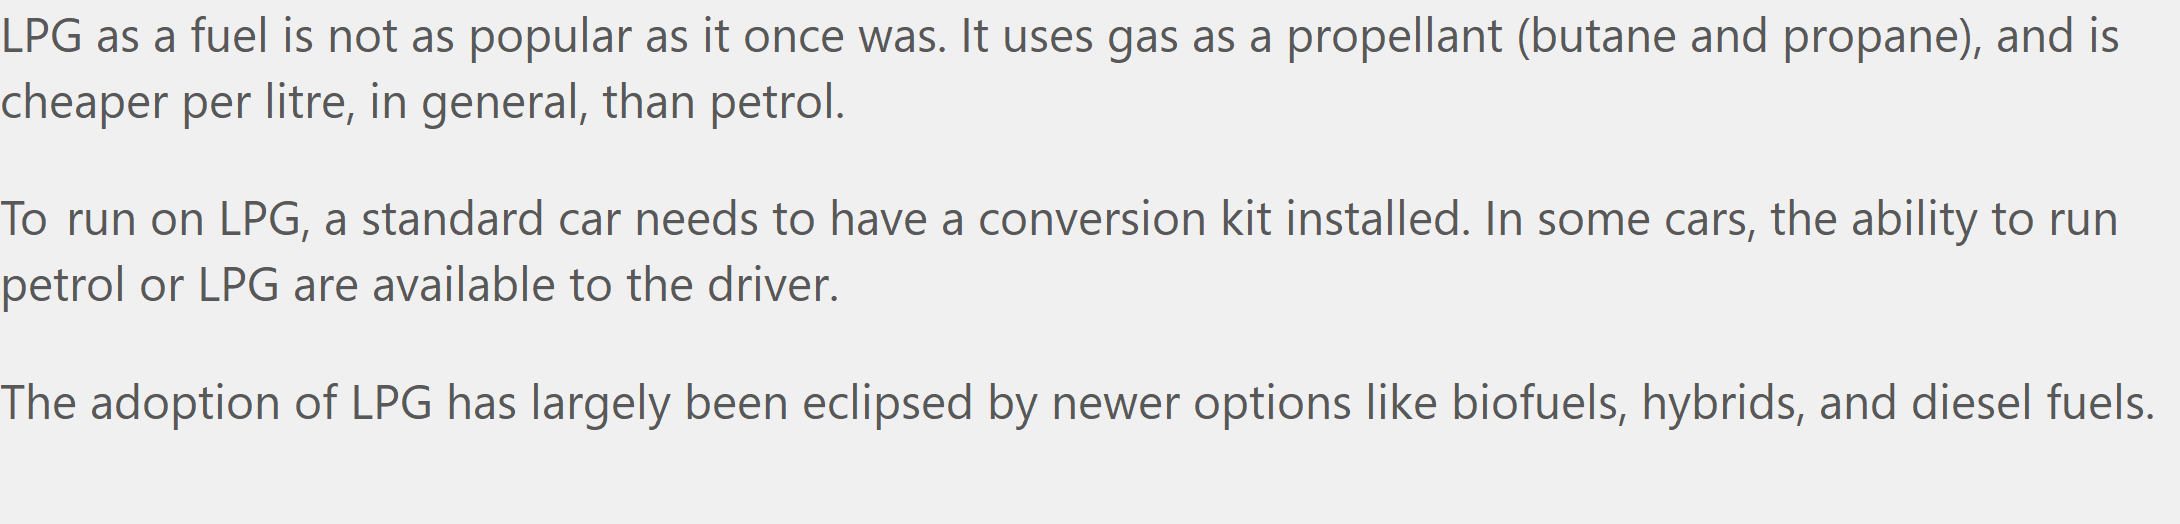 LPG as a fuel is not as popular as it once was. It uses gas as a propellant (butane and propane), and is
cheaper per litre, in general, than petrol.
To run on LPG, a standard car needs to have a conversion kit installed. In some cars, the ability to run
petrol or LPG are available to the driver.
The adoption of LPG has largely been eclipsed by newer options like biofuels, hybrids, and diesel fuels.